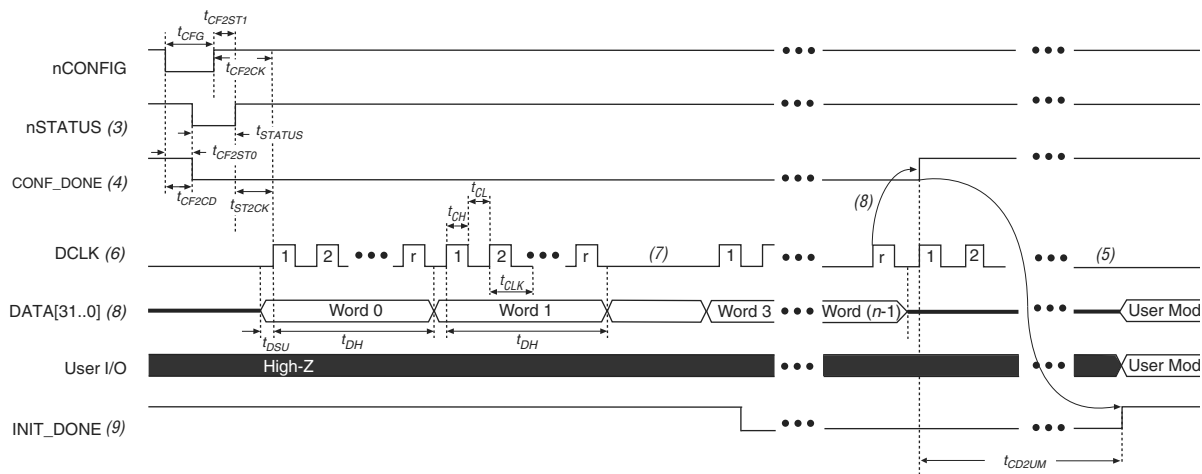 tCF2ST1
tCFG
nCONFIG
tCF2CK
nSTATUS (3)
tSTATUS
tCF2ST0
CONF_DONE (4)
tCF2CD
tST2CK
tCL
tCH
(8)
DCLK (6)
1 2 r 1 2 r (7) 1 r 1 2 (5)
tCLK
DATA[31..0] (8)
Word 0 Word 1 Word 3 Word (n-1) User Mod
tDSU tDH tDH
User I/O
High-Z User Mod
INIT_DONE (9)
tCD2UM